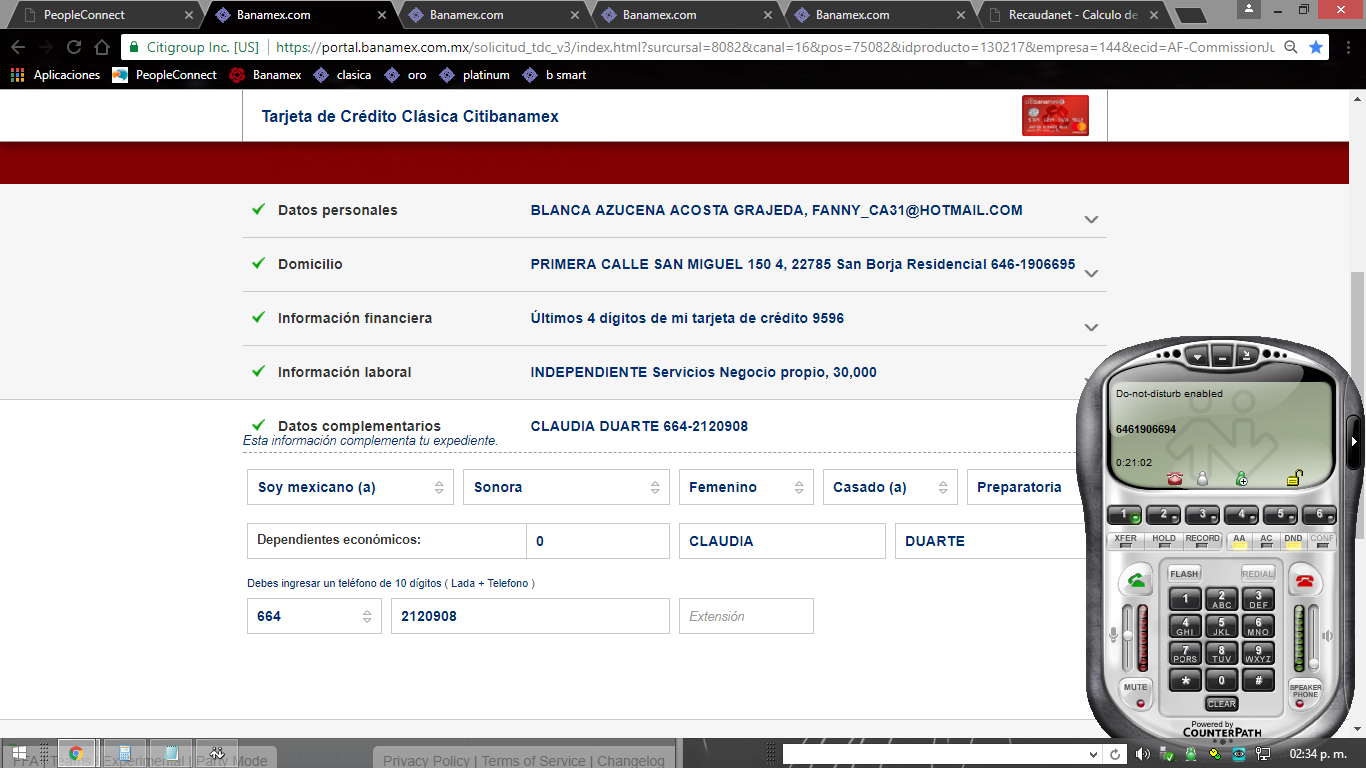 PeopleConnect
Banamex.com
Banamex.com
Banamex.com
Banamex.com
Recaudanet - Calculo de
Citigroup Inc. [US]
https://portal.banamex.com.mx/solicitud_tdc_v3/index.html?surcursal=8082&canal=16&pos=75082&idproducto=130217&empresa=144&ecid=AF-CommissionJu
Aplicaciones
PeopleConnect
Banamex
clasica
oro
platinum
b smart
Tarjeta de Crédito Clásica Citibanamex
Datos personales
BLANCA AZUCENA ACOSTA GRAJEDA, FANNY_CA31@HOTMAIL.COM
Domicilio
PRIMERA CALLE SAN MIGUEL 150 4, 22785 San Borja Residencial 646-1906695
Información financiera
Últimos 4 dígitos de mi tarjeta de crédito 9596
Información laboral
INDEPENDIENTE Servicios Negocio propio, 30,000
Datos complementarios
CLAUDIA DUARTE 664-2120908
Esta información complementa tu expediente.
Soy mexicano (a)
Sonora
Femenino
Casado (a)
Preparatoria
Dependientes económicos:
0
CLAUDIA
DUARTE
Debes ingresar un teléfono de 10 dígitos ( Lada + Telefono )
664
2120908
Extensión
Do-not-disturb enabled
6461906694
0:21:02
1 2 3 4 5 6
XFER HOLD RECORD AA AC DND CONF
FLASH REDIAL
1 2 ABC 3 DEF
4 GHI 5 JKL 6 MNO
7 PQRS 8 TUV 9 WXYZ
* 0 #
MUTE
CLEAR
SPEAKER PHONE
Powered by
COUNTERPATH
Teams | Experimental | Party Mode
Privacy Policy | Terms of Service | Changelog
02:34 p. m.